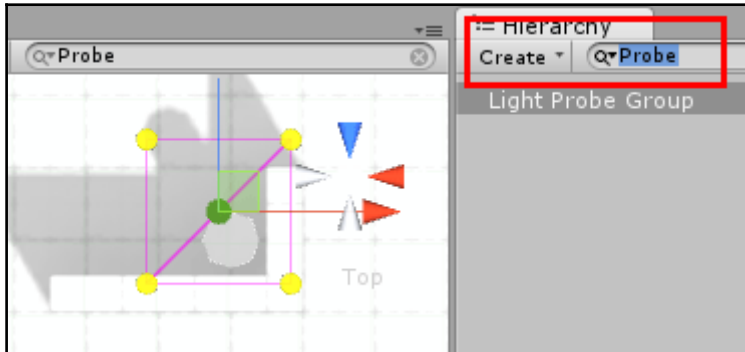 Probe
Top
Hierarchy
Create Probe
Light Probe Group